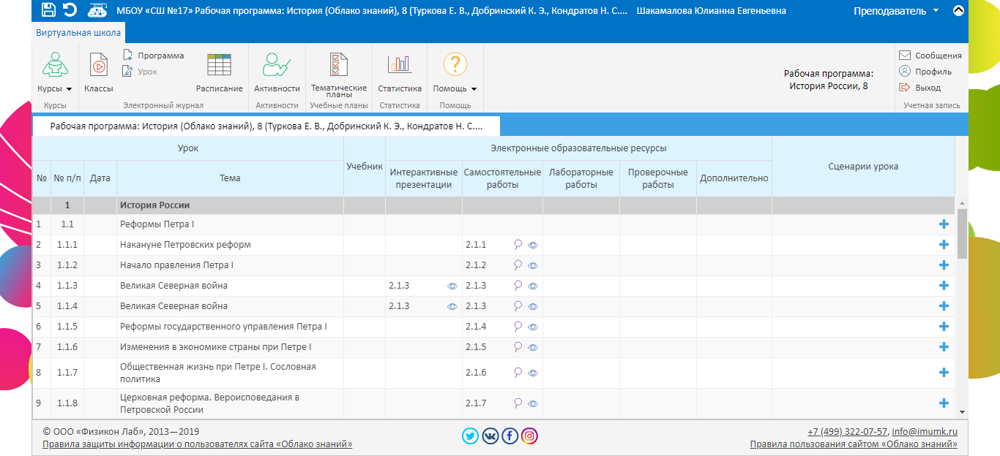 МБОУ «СШ №17» Рабочая программа: История (Облако знаний), 8 (Туркова Е. В., Добринский К. Э., Кондратов Н. С.... Шакамалова Юлианна Евгеньевна Преподаватель
Виртуальная школа
Курсы
Курсы
Классы
Программа
Урок
Расписание
Электронный журнал
Активности
Активности
Тематические
планы
Учебные планы
Статистика
Статистика
Помощь
Помощь
Рабочая программа:
История России, 8
Сообщения
Профиль
Выход
Учетная запись
Рабочая программа: История (Облако знаний), 8 (Туркова Е. В., Добринский К. Э., Кондратов Н. С....
Урок Учебник Электронные образовательные ресурсы Сценарии урока
№ № п/п Дата Тема
Интерактивные
презентации
Самостоятельные
работы
Лабораторные
работы
Проверочные
работы
Дополнительно
1 История России
1 1.1 Реформы Петра I
2 1.1.1 Накануне Петровских реформ 2.1.1
3 1.1.2 Начало правления Петра I 2.1.2
4 1.1.3 Великая Северная война 2.1.3 2.1.3
5 1.1.4 Великая Северная война 2.1.3 2.1.3
6 1.1.5 Реформы государственного управления Петра I 2.1.4
7 1.1.6 Изменения в экономике страны при Петре I 2.1.5
8 1.1.7 Общественная жизнь при Петре I. Сословная
политика 2.1.6
9 1.1.8 Церковная реформа. Вероисповедания в
Петровской России 2.1.7
© ООО «Физикон Лаб», 2013—2019
Правила защиты информации о пользователях сайта «Облако знаний»
+7 (499) 322-07-57, info@imumk.ru
Правила пользования сайтом «Облако знаний»